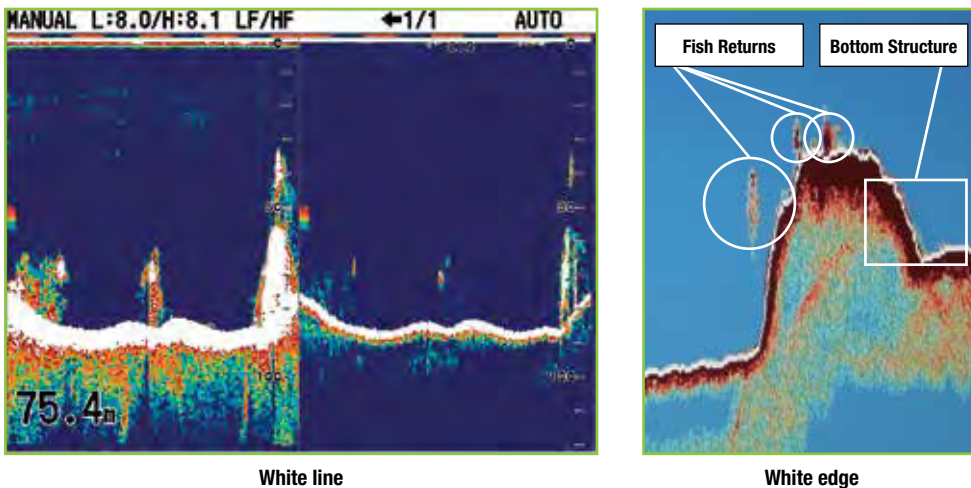 MANUAL L:8.0/H:8.1 LF/HF ←1/1 AUTO
75.4m
Fish Returns
Bottom Structure
White line
White edge